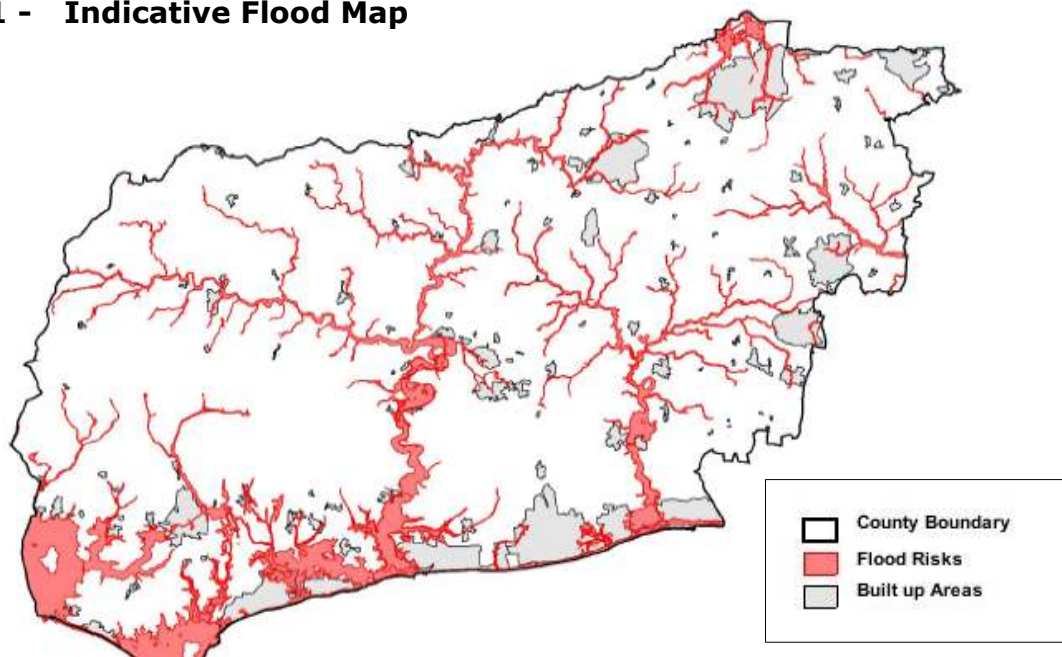 1 - Indicative Flood Map
County Boundary
Flood Risks
Built up Areas